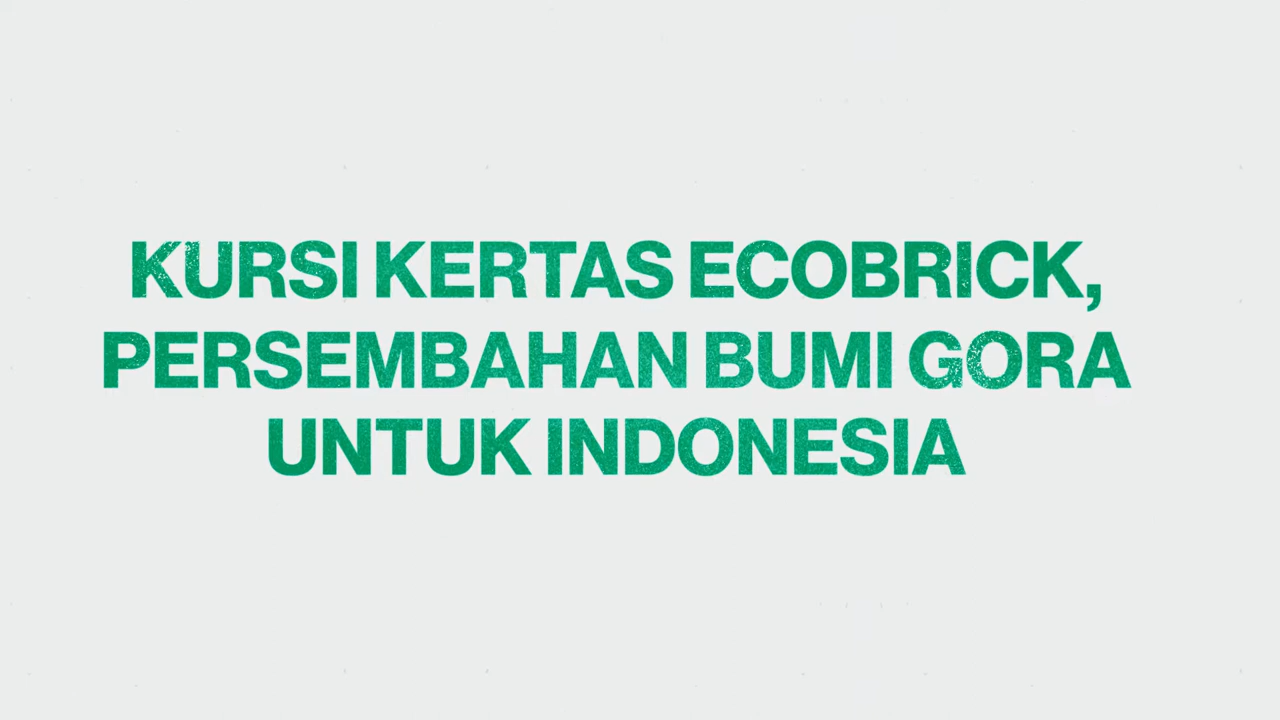 KURSI KERTAS ECOBRICK,
PERSEMBAHAN BUMI GORA
UNTUK INDONESIA